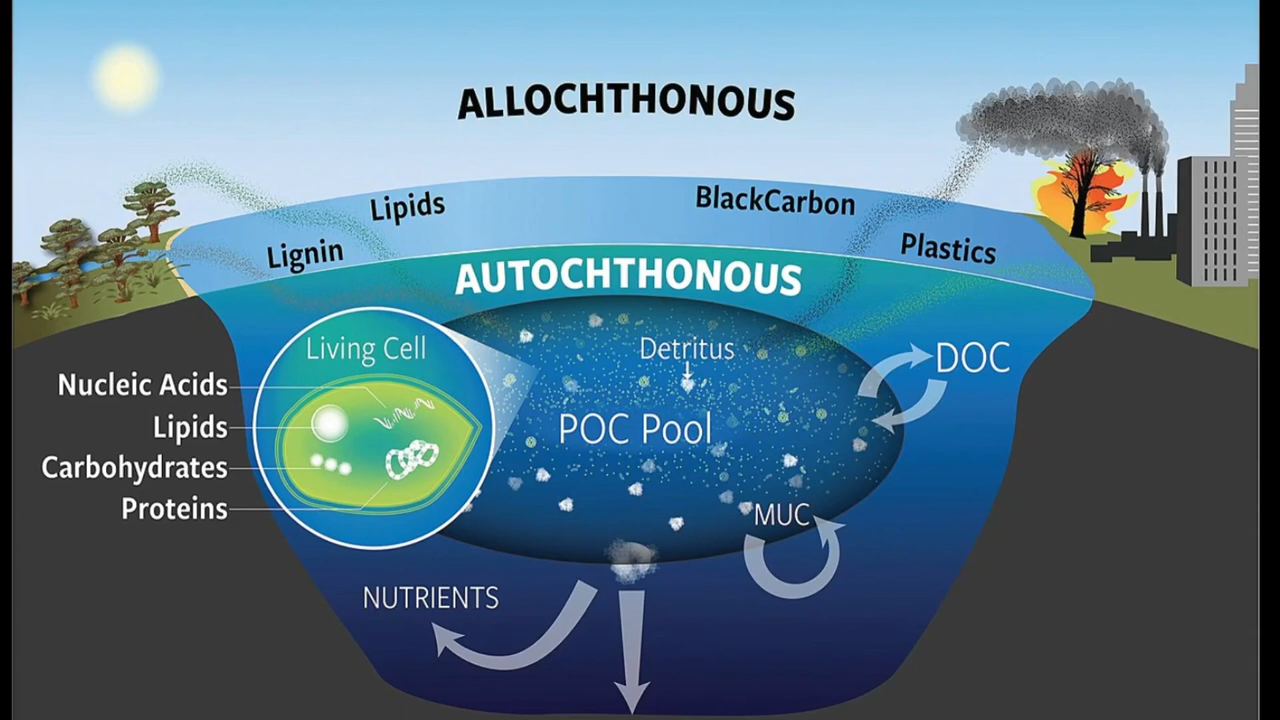 ALLOCHTHONOUS
Lipids
BlackCarbon
Lignin
Plastics
AUTOCHTHONOUS
Living Cell
Detritus
DOC
Nucleic Acids
Lipids
POC Pool
Carbohydrates
Proteins
MUC
NUTRIENTS